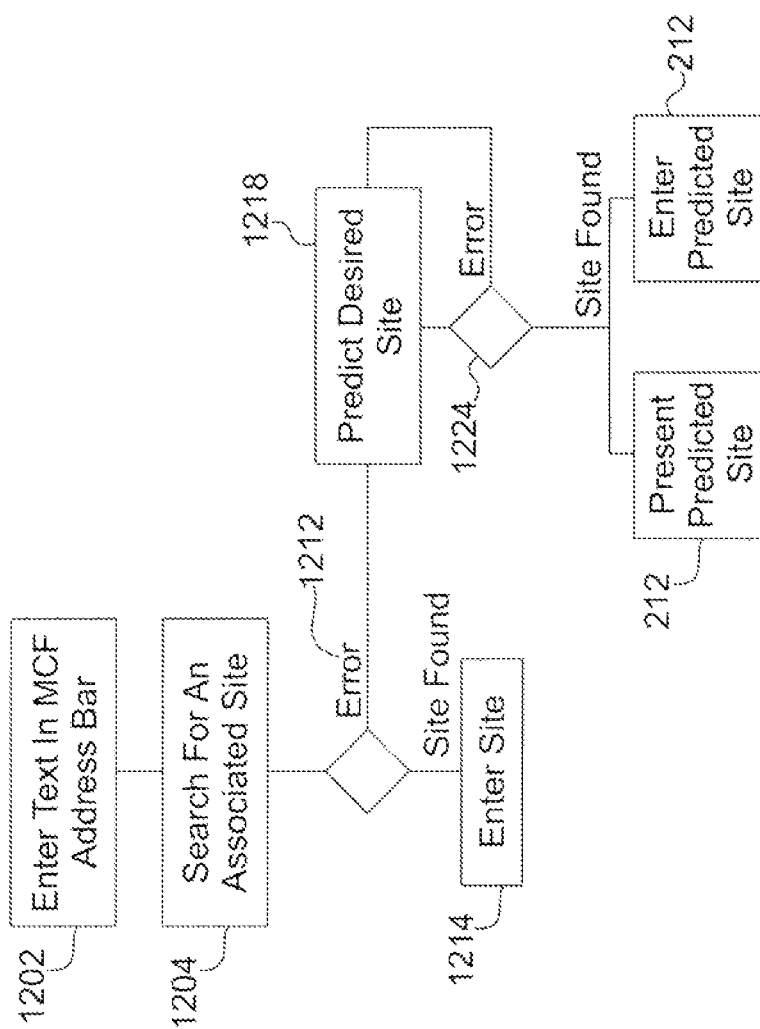 1202
Enter Text In MCF
Address Bar
1204
Search For An
Associated Site
Error
1212
Site Found
1214
Enter Site
1218
Predict Desired
Site
Error
1224
Site Found
212
Present
Predicted
Site
212
Enter
Predicted
Site